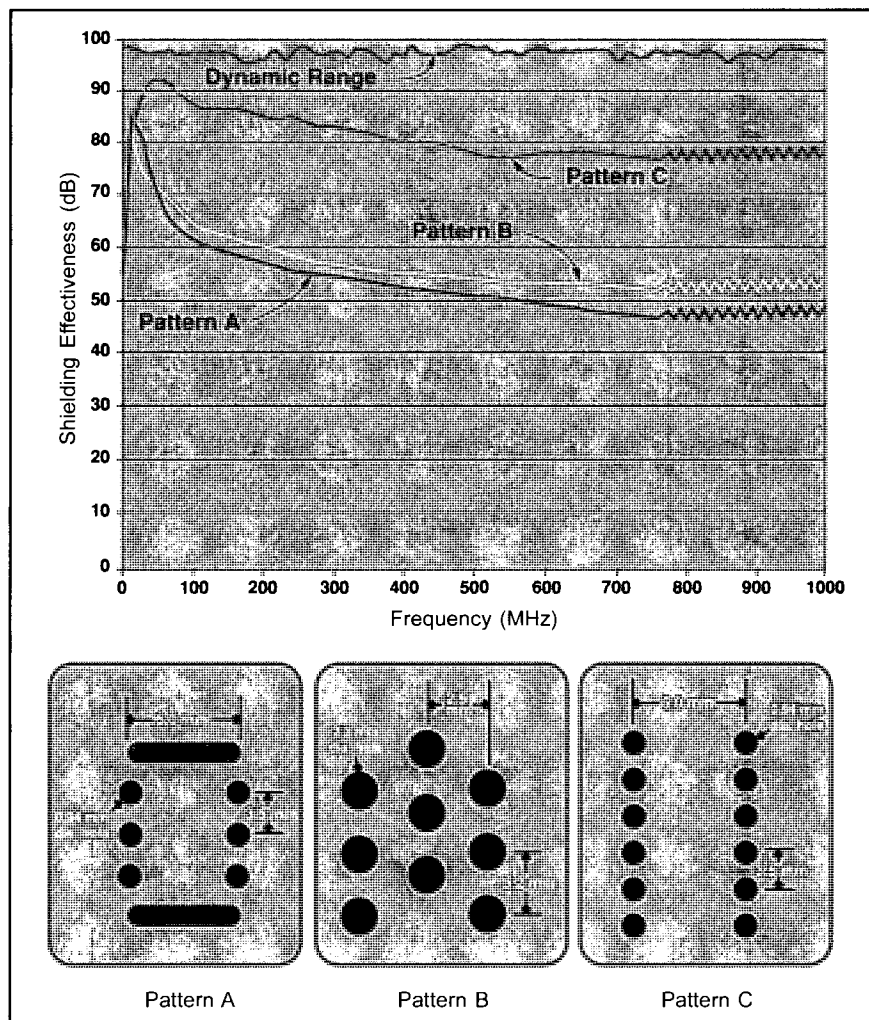 100
Dynamic Range
90
80
Pattern C
70
Pattern B
60
50
Pattern A
40
30
20
10
0
Shielding Effectiveness (dB)
0 100 200 300 400 500 600 700 800 900 1000
Frequency (MHz)
Pattern A
Pattern B
Pattern C